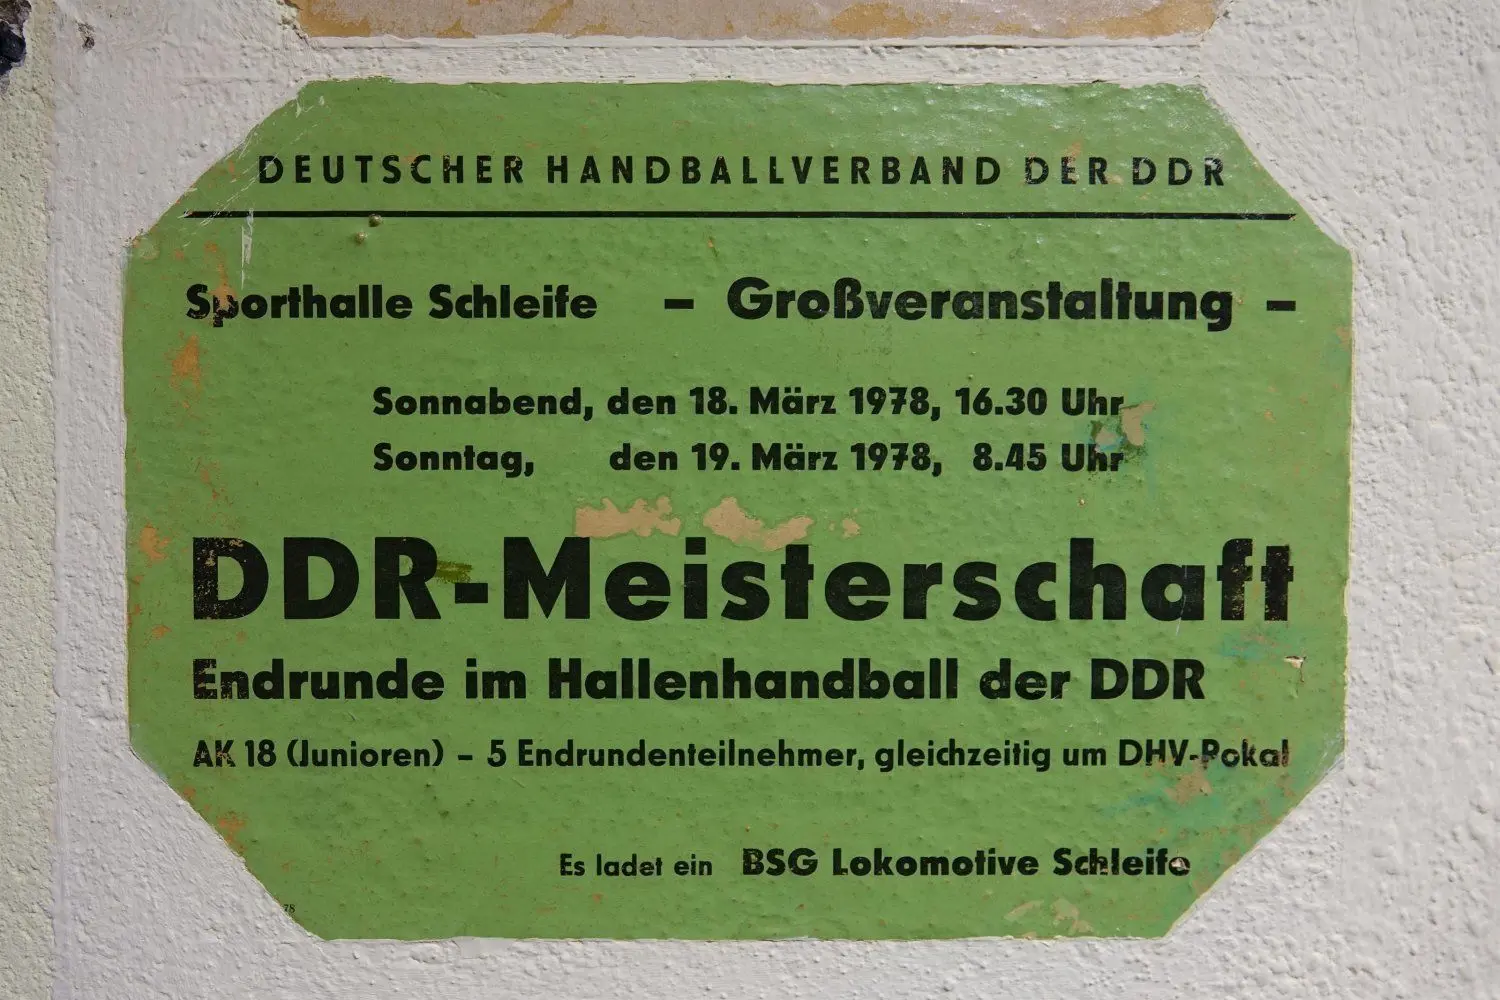 DEUTSCHER HANDBALLVERBAND DER DDR
Sporthalle Schleife – Großveranstaltung –
Sonnabend, den 18. März 1978, 16.30 Uhr
Sonntag, den 19. März 1978, 8.45 Uhr
DDR-Meisterschaft
Endrunde im Hallenhandball der DDR
AK 18 (Junioren) – 5 Endrundenteilnehmer, gleichzeitig um DHV-Pokal
Es ladet ein BSG Lokomotive Schleife
78